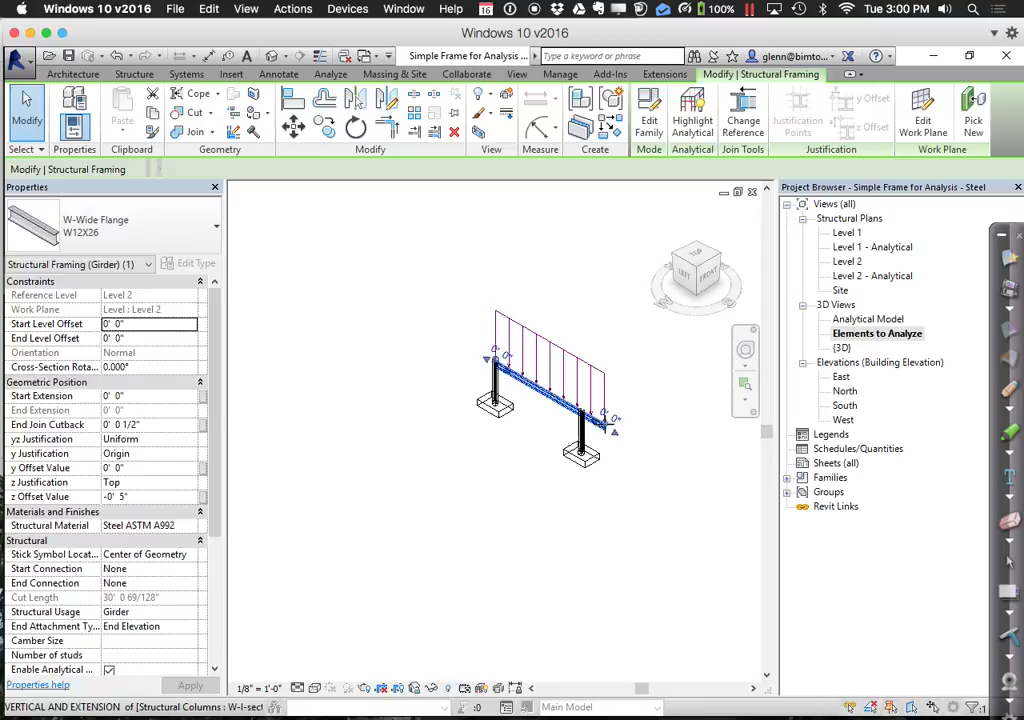 Windows 10 v2016 File Edit View Actions Devices Window Help 16 100% Tue 3:00 PM
Windows 10 v2016
Simple Frame for Analysis ... Type a keyword or phrase glenn@bimto...
Architecture Structure Systems Insert Annotate Analyze Massing & Site Collaborate View Manage Add-Ins Extensions Modify | Structural Framing
Modify Paste Cope Cut Join Edit Family Highlight Analytical Change Reference Justification Points y Offset z Offset Edit Work Plane Pick New
Select Properties Clipboard Geometry Modify View Measure Create Mode Analytical Join Tools Justification Work Plane
Modify | Structural Framing
Properties
W-Wide Flange
W12X26
Structural Framing (Girder) (1) Edit Type
Constraints
Reference Level Level 2
Work Plane Level : Level 2
Start Level Offset 0' 0"
End Level Offset 0' 0"
Orientation Normal
Cross-Section Rota... 0.000°
Geometric Position
Start Extension 0' 0"
End Extension 0' 0"
End Join Cutback 0' 0 1/2"
yz Justification Uniform
y Justification Origin
y Offset Value 0' 0"
z Justification Top
z Offset Value -0' 5"
Materials and Finishes
Structural Material Steel ASTM A992
Structural
Stick Symbol Locat... Center of Geometry
Start Connection None
End Connection None
Cut Length 30' 0 69/128"
Structural Usage Girder
End Attachment Ty... End Elevation
Camber Size
Number of studs
Enable Analytical ...
Properties help Apply
TOP
LEFT FRONT
0' 0"
0' 0"
1/8" = 1'-0"
VERTICAL AND EXTENSION of [Structural Columns : W-I-sect :0 Main Model :1
Project Browser - Simple Frame for Analysis - Steel
Views (all)
Structural Plans
Level 1
Level 1 - Analytical
Level 2
Level 2 - Analytical
Site
3D Views
Analytical Model
Elements to Analyze
{3D}
Elevations (Building Elevation)
East
North
South
West
Legends
Schedules/Quantities
Sheets (all)
Families
Groups
Revit Links